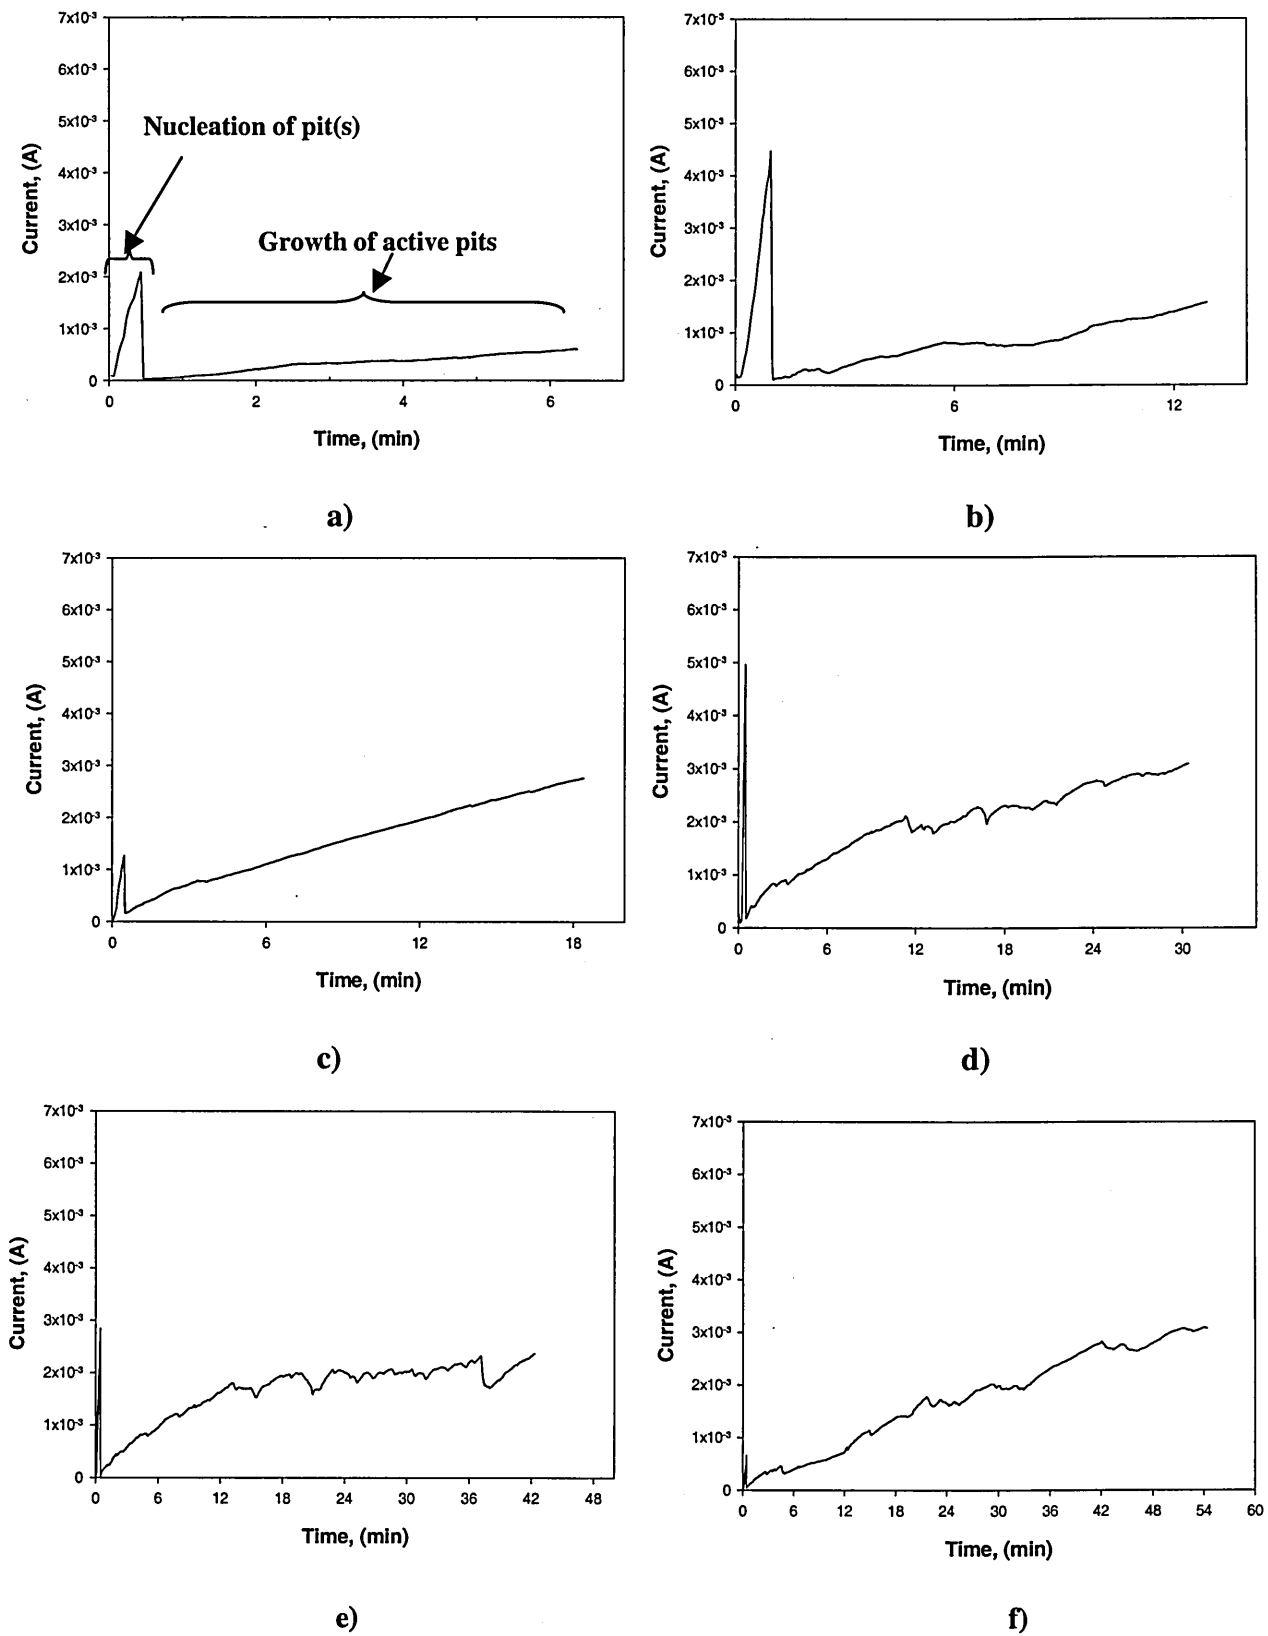 7x10-3
6x10-3
5x10-3
4x10-3
3x10-3
2x10-3
1x10-3
0
Current, (A)
Nucleation of pit(s)
Growth of active pits
0 2 4 6
Time, (min)
a)
7x10-3
6x10-3
5x10-3
4x10-3
3x10-3
2x10-3
1x10-3
0
Current, (A)
0 6 12
Time, (min)
b)
7x10-3
6x10-3
5x10-3
4x10-3
3x10-3
2x10-3
1x10-3
0
Current, (A)
0 6 12 18
Time, (min)
c)
7x10-3
6x10-3
5x10-3
4x10-3
3x10-3
2x10-3
1x10-3
0
Current, (A)
0 6 12 18 24 30
Time, (min)
d)
7x10-3
6x10-3
5x10-3
4x10-3
3x10-3
2x10-3
1x10-3
0
Current, (A)
0 6 12 18 24 30 36 42 48
Time, (min)
e)
7x10-3
6x10-3
5x10-3
4x10-3
3x10-3
2x10-3
1x10-3
0
Current, (A)
0 6 12 18 24 30 36 42 48 54 60
Time, (min)
f)